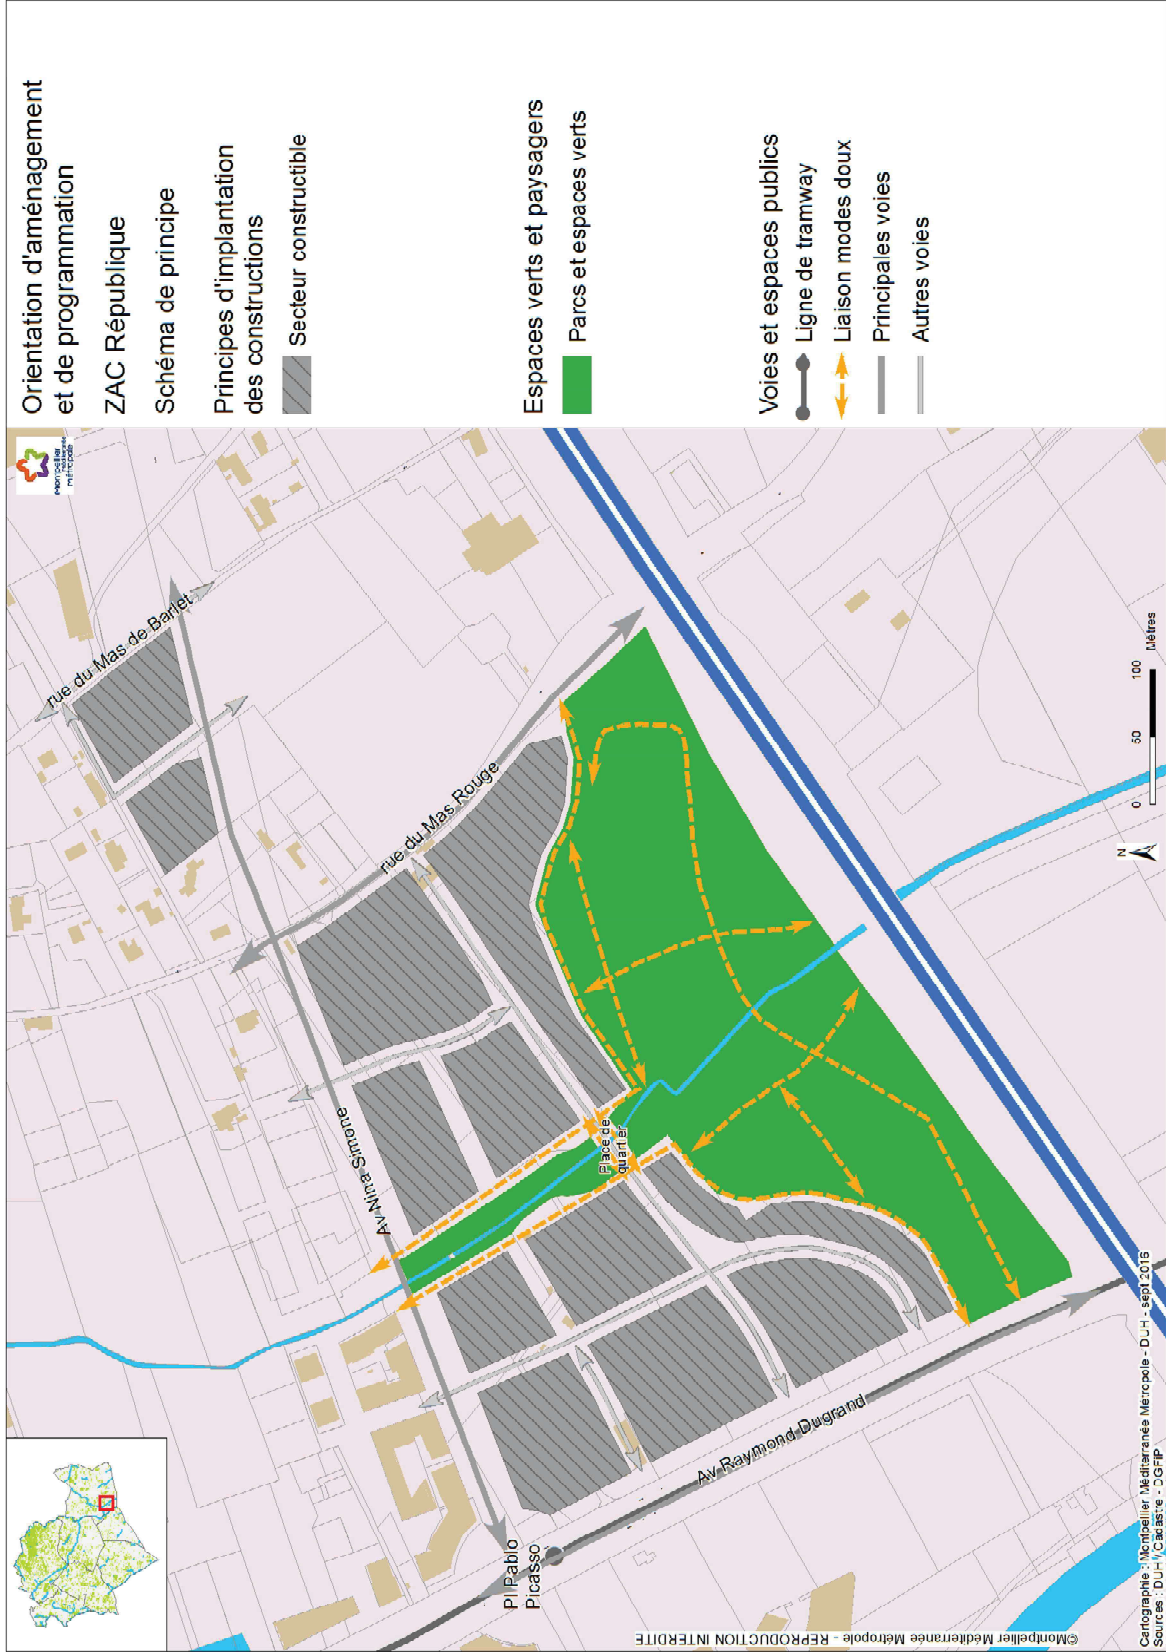 Orientation d'aménagement
et de programmation
ZAC République
Schéma de principe
Principes d'implantation
des constructions
Secteur constructible
Espaces verts et paysagers
Parcs et espaces verts
Voies et espaces publics
Ligne de tramway
Liaison modes doux
Principales voies
Autres voies
Montpellier
méditerranée
métropole
rue du Mas de Barlet
rue du Mas Rouge
Av Nina Simone
Place de
quartier
Av Raymond Dugrand
Pl Pablo
Picasso
N
0 50 100
Mètres
©Montpellier Méditerranée Métropole - REPRODUCTION INTERDITE
Cartographie : Montpellier Méditerranée Métropole - DUH - sept 2016
Sources : DUH / Cadastre - DGFiP